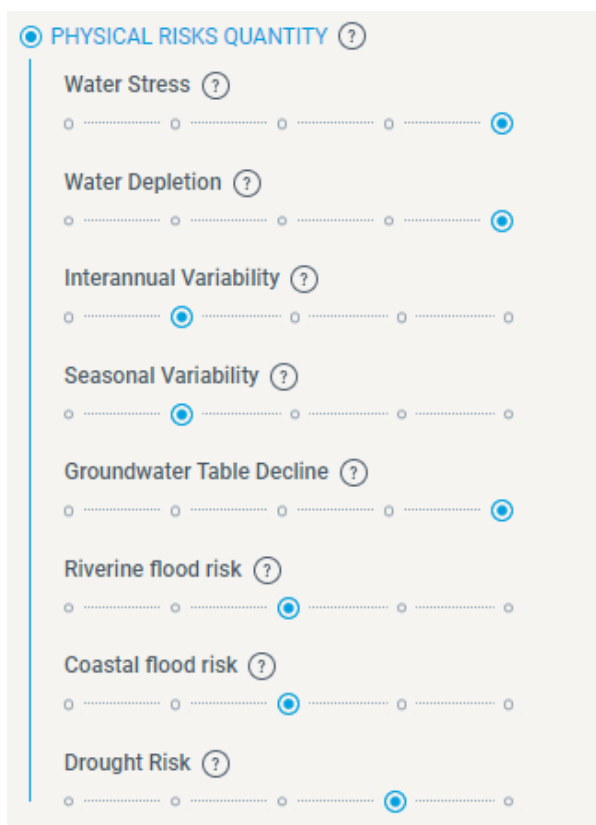 PHYSICAL RISKS QUANTITY ?
Water Stress ?
Water Depletion ?
Interannual Variability ?
Seasonal Variability ?
Groundwater Table Decline ?
Riverine flood risk ?
Coastal flood risk ?
Drought Risk ?